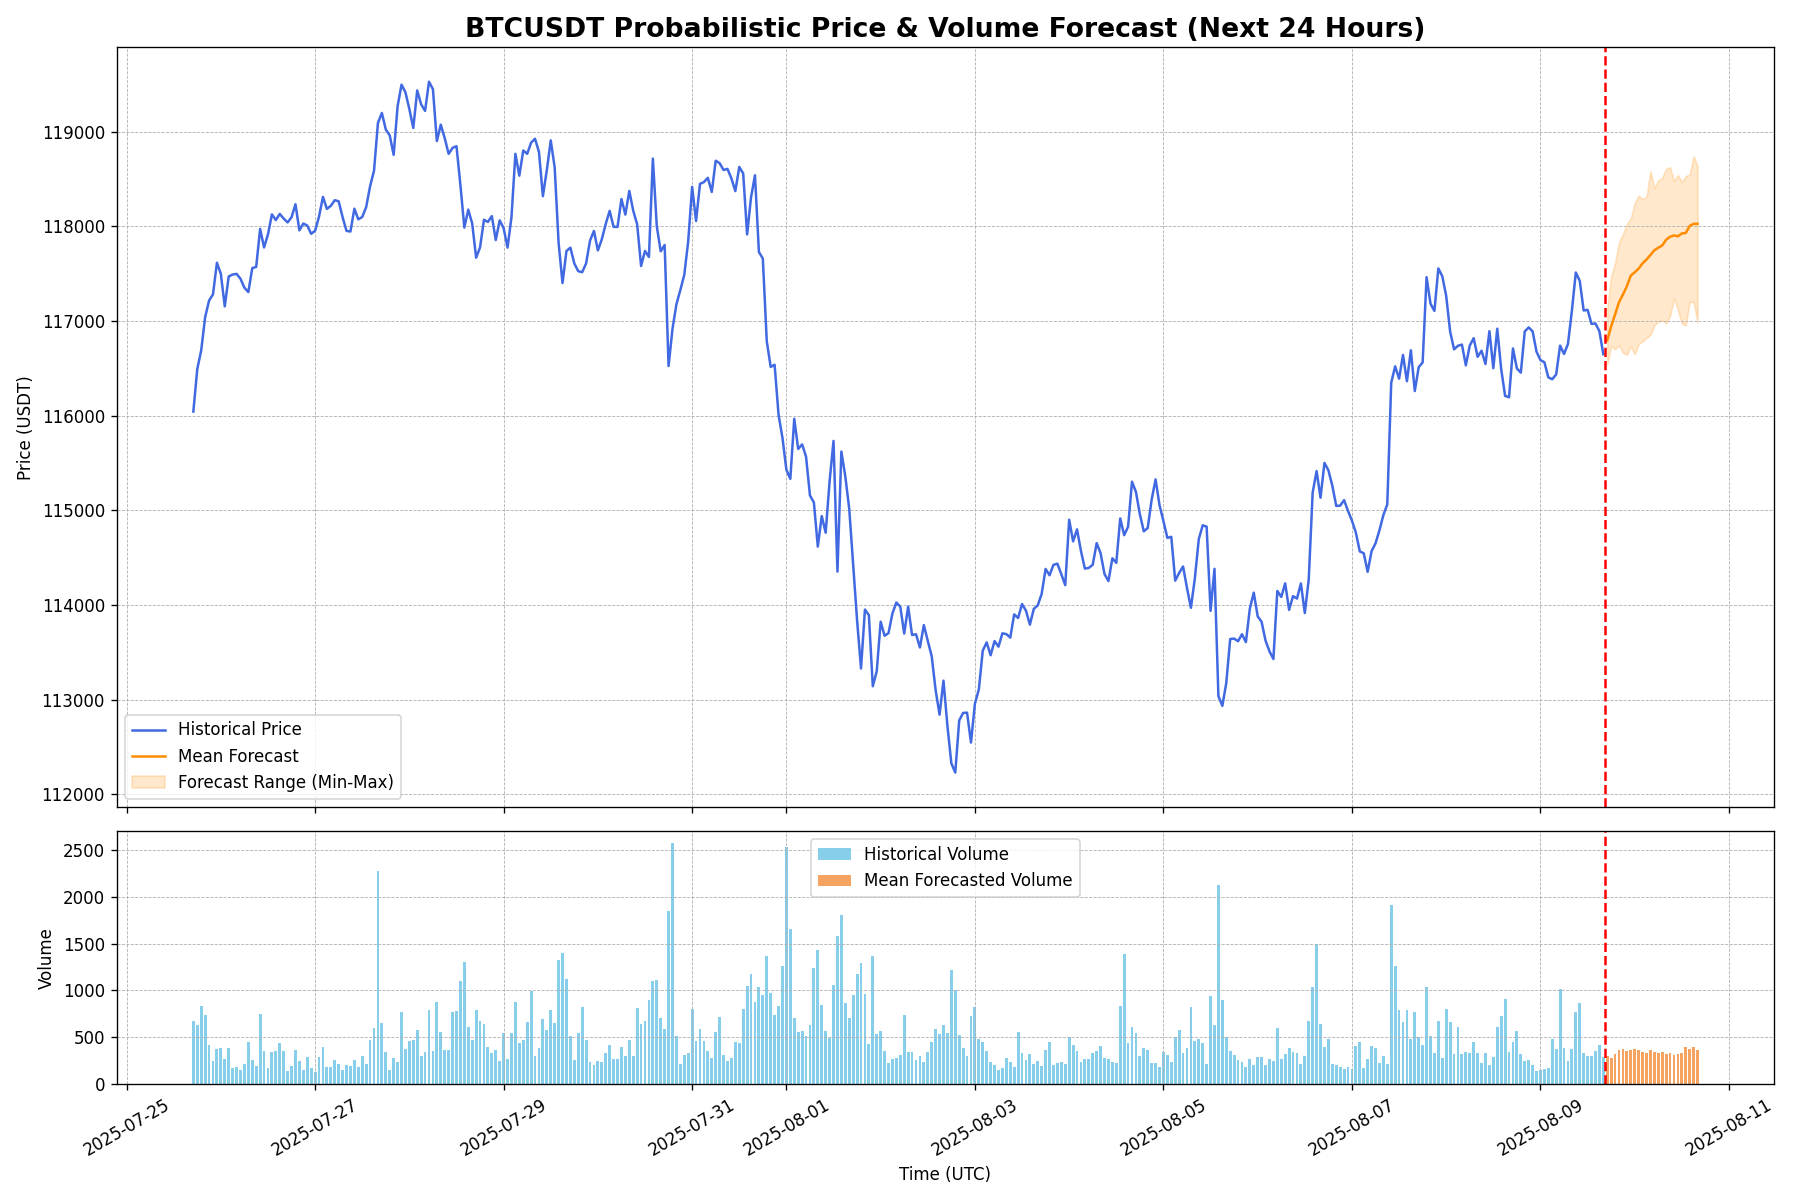 BTCUSDT Probabilistic Price & Volume Forecast (Next 24 Hours)
Price (USDT)
119000
118000
117000
116000
115000
114000
113000
112000
Historical Price
Mean Forecast
Forecast Range (Min-Max)
Volume
2500
2000
1500
1000
500
0
Historical Volume
Mean Forecasted Volume
2025-07-25
2025-07-27
2025-07-29
2025-07-31
2025-08-01
2025-08-03
2025-08-05
2025-08-07
2025-08-09
2025-08-11
Time (UTC)